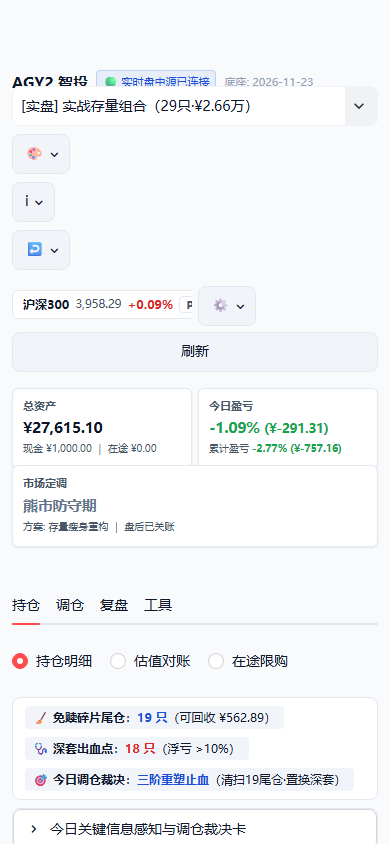 AGY2 智投 实时盘中源已连接 底座: 2026-11-23
[实盘] 实战存量组合（29只·¥2.66万）
i
沪深300 3,958.29 +0.09%
刷新
总资产
¥27,615.10
现金 ¥1,000.00 ｜ 在途 ¥0.00
今日盈亏
-1.09% (¥-291.31)
累计盈亏 -2.77% (¥-757.16)
市场定调
熊市防守期
方案: 存量瘦身重构 ｜ 盘后已关账
持仓 调仓 复盘 工具
持仓明细 估值对账 在途限购
免赎碎片尾仓：19 只（可回收 ¥562.89）
深套出血点：18 只（浮亏 >10%）
今日调仓裁决：三阶重塑止血（清扫19尾仓·置换深套）
今日关键信息感知与调仓裁决卡